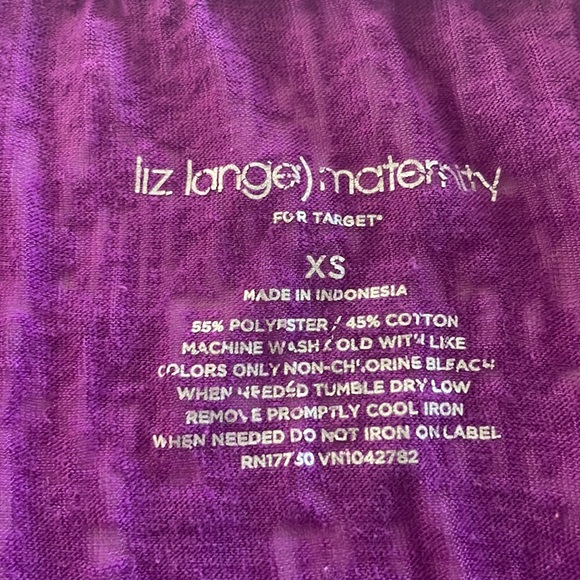 liz lange) maternity
FOR TARGET®
XS
MADE IN INDONESIA
55% POLYESTER / 45% COTTON
MACHINE WASH COLD WITH LIKE
COLORS ONLY NON-CHLORINE BLEACH
WHEN NEEDED TUMBLE DRY LOW
REMOVE PROMPTLY COOL IRON
WHEN NEEDED DO NOT IRON ON LABEL
RN17730 VN1042782